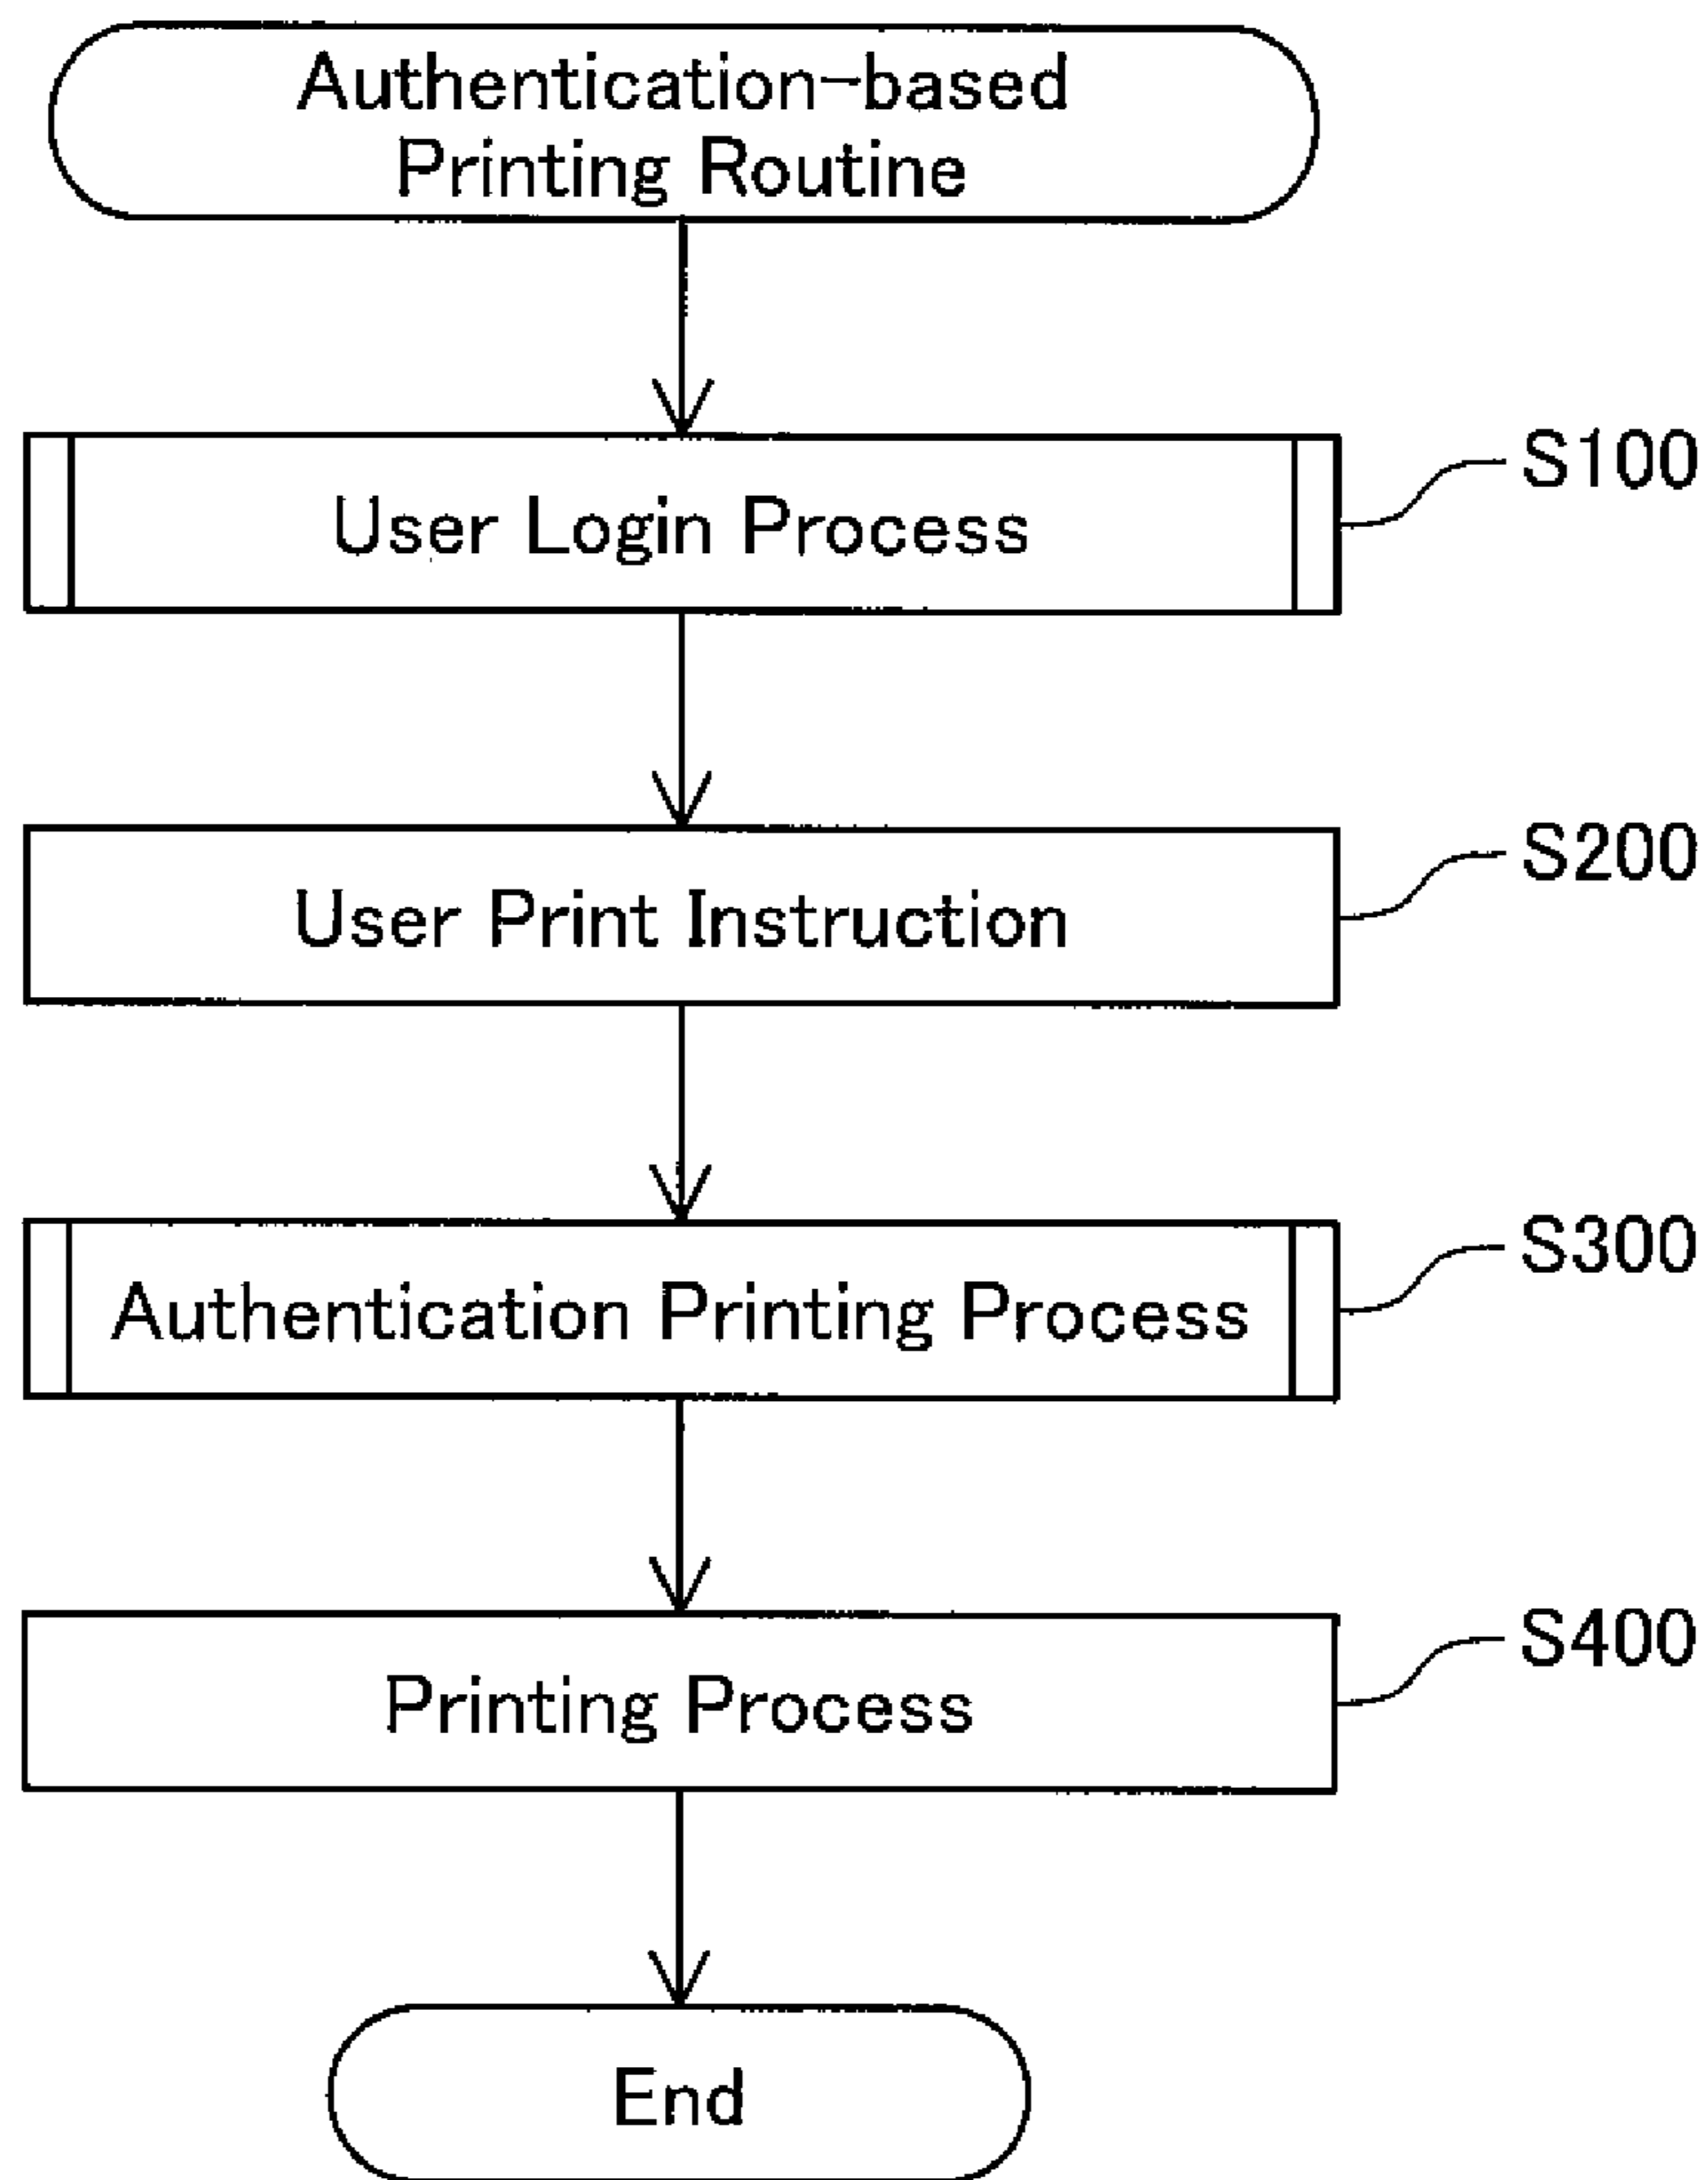 Authentication-based
Printing Routine
User Login Process
S100
User Print Instruction
S200
Authentication Printing Process
S300
Printing Process
S400
End